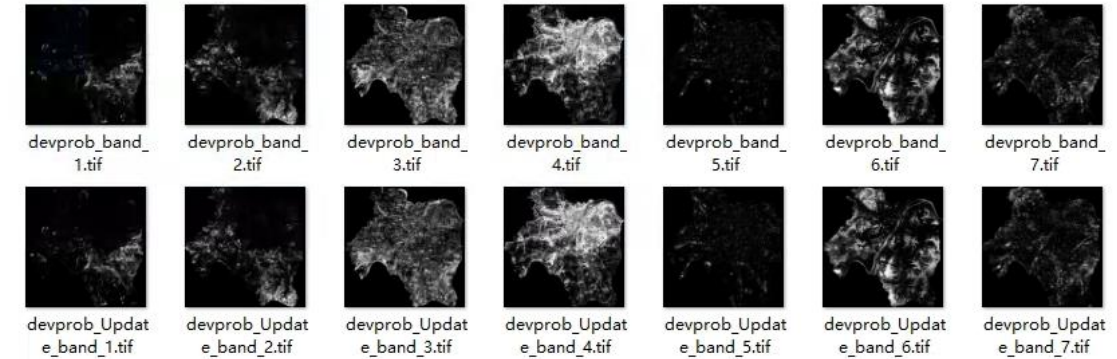 devprob_band_ devprob_band_ devprob_band_ devprob_band_ devprob_band_ devprob_band_ devprob_band_
1.tif 2.tif 3.tif 4.tif 5.tif 6.tif 7.tif
devprob_Updat devprob_Updat devprob_Updat devprob_Updat devprob_Updat devprob_Updat devprob_Updat
e_band_1.tif e_band_2.tif e_band_3.tif e_band_4.tif e_band_5.tif e_band_6.tif e_band_7.tif